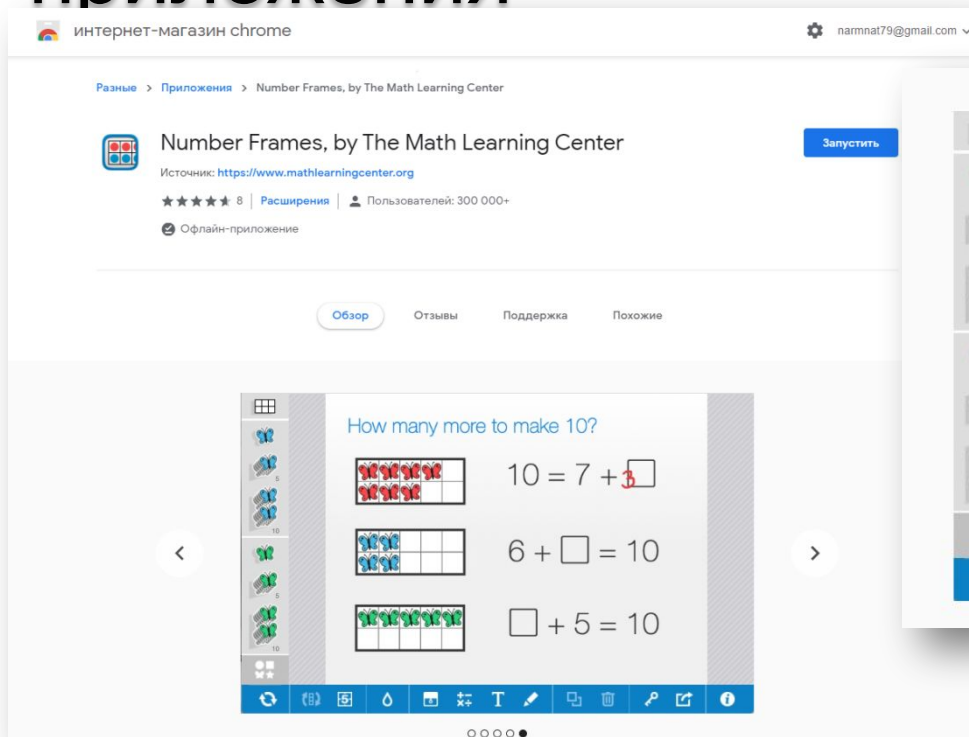 приложения
интернет-магазин chrome
narmnat79@gmail.com
Разные > Приложения > Number Frames, by The Math Learning Center
Number Frames, by The Math Learning Center
Запустить
Источник: https://www.mathlearningcenter.org
8 | Расширения | Пользователей: 300 000+
Офлайн-приложение
Обзор Отзывы Поддержка Похожие
How many more to make 10?
10 = 7 + 3
6 + □ = 10
□ + 5 = 10
5
10
5
10
5
T